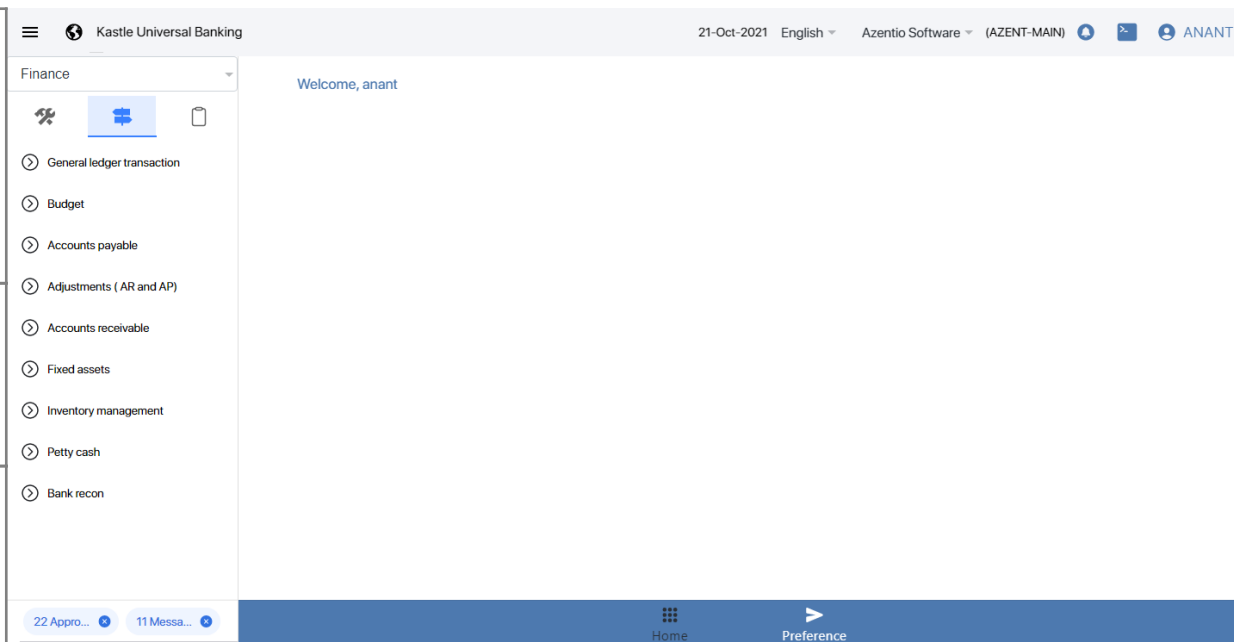 Kastle Universal Banking
21-Oct-2021 English Azentio Software (AZENT-MAIN) ANANT
Finance
Welcome, anant
General ledger transaction
Budget
Accounts payable
Adjustments ( AR and AP)
Accounts receivable
Fixed assets
Inventory management
Petty cash
Bank recon
22 Appro... 11 Messa...
Home Preference